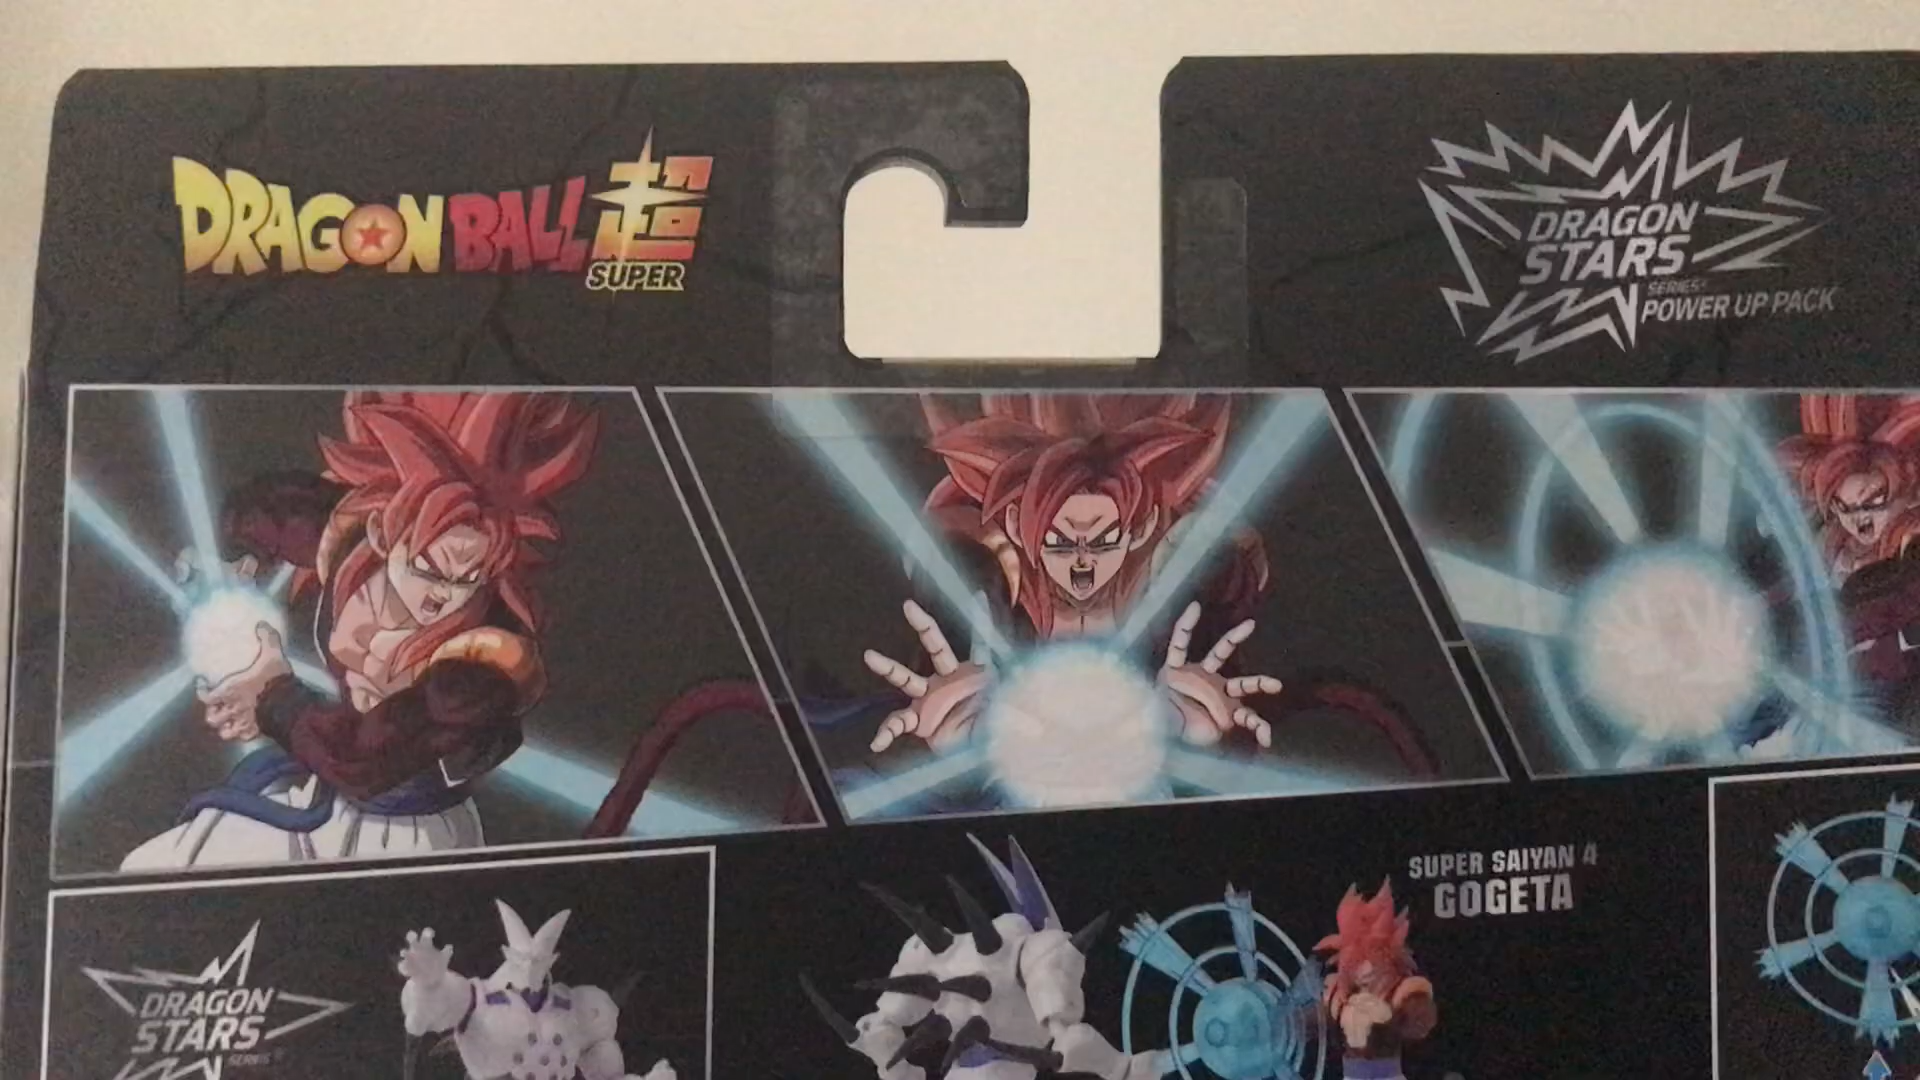 DRAGON BALL 超
SUPER
DRAGON
STARS
SERIES
POWER UP PACK
SUPER SAIYAN 4
GOGETA
DRAGON
STARS
SERIES